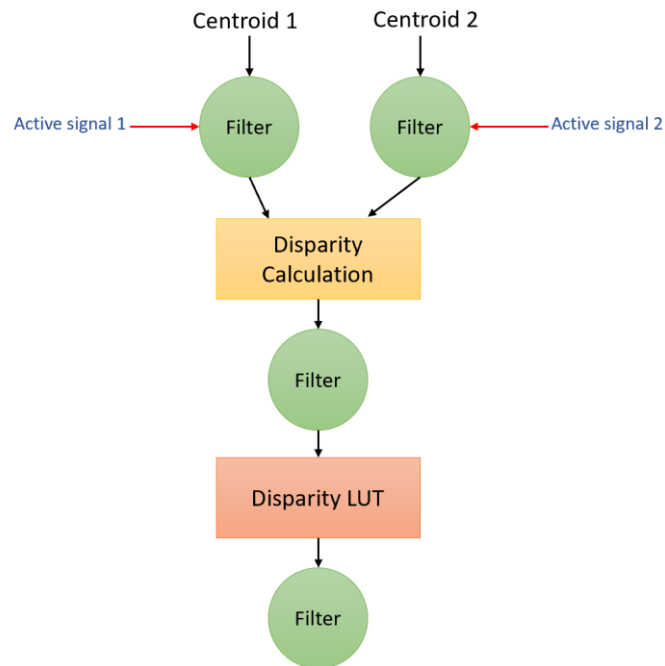 Centroid 1
Centroid 2
Active signal 1
Filter
Filter
Active signal 2
Disparity
Calculation
Filter
Disparity LUT
Filter